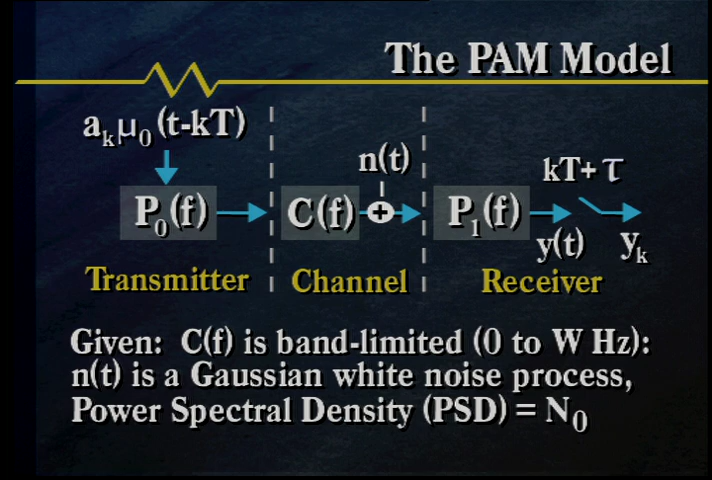 The PAM Model
aₖμ₀(t-kT)
n(t)
kT+ τ
P₀(f)
C(f)
+
P₁(f)
y(t)
yₖ
Transmitter
Channel
Receiver
Given: C(f) is band-limited (0 to W Hz):
n(t) is a Gaussian white noise process,
Power Spectral Density (PSD) = N₀